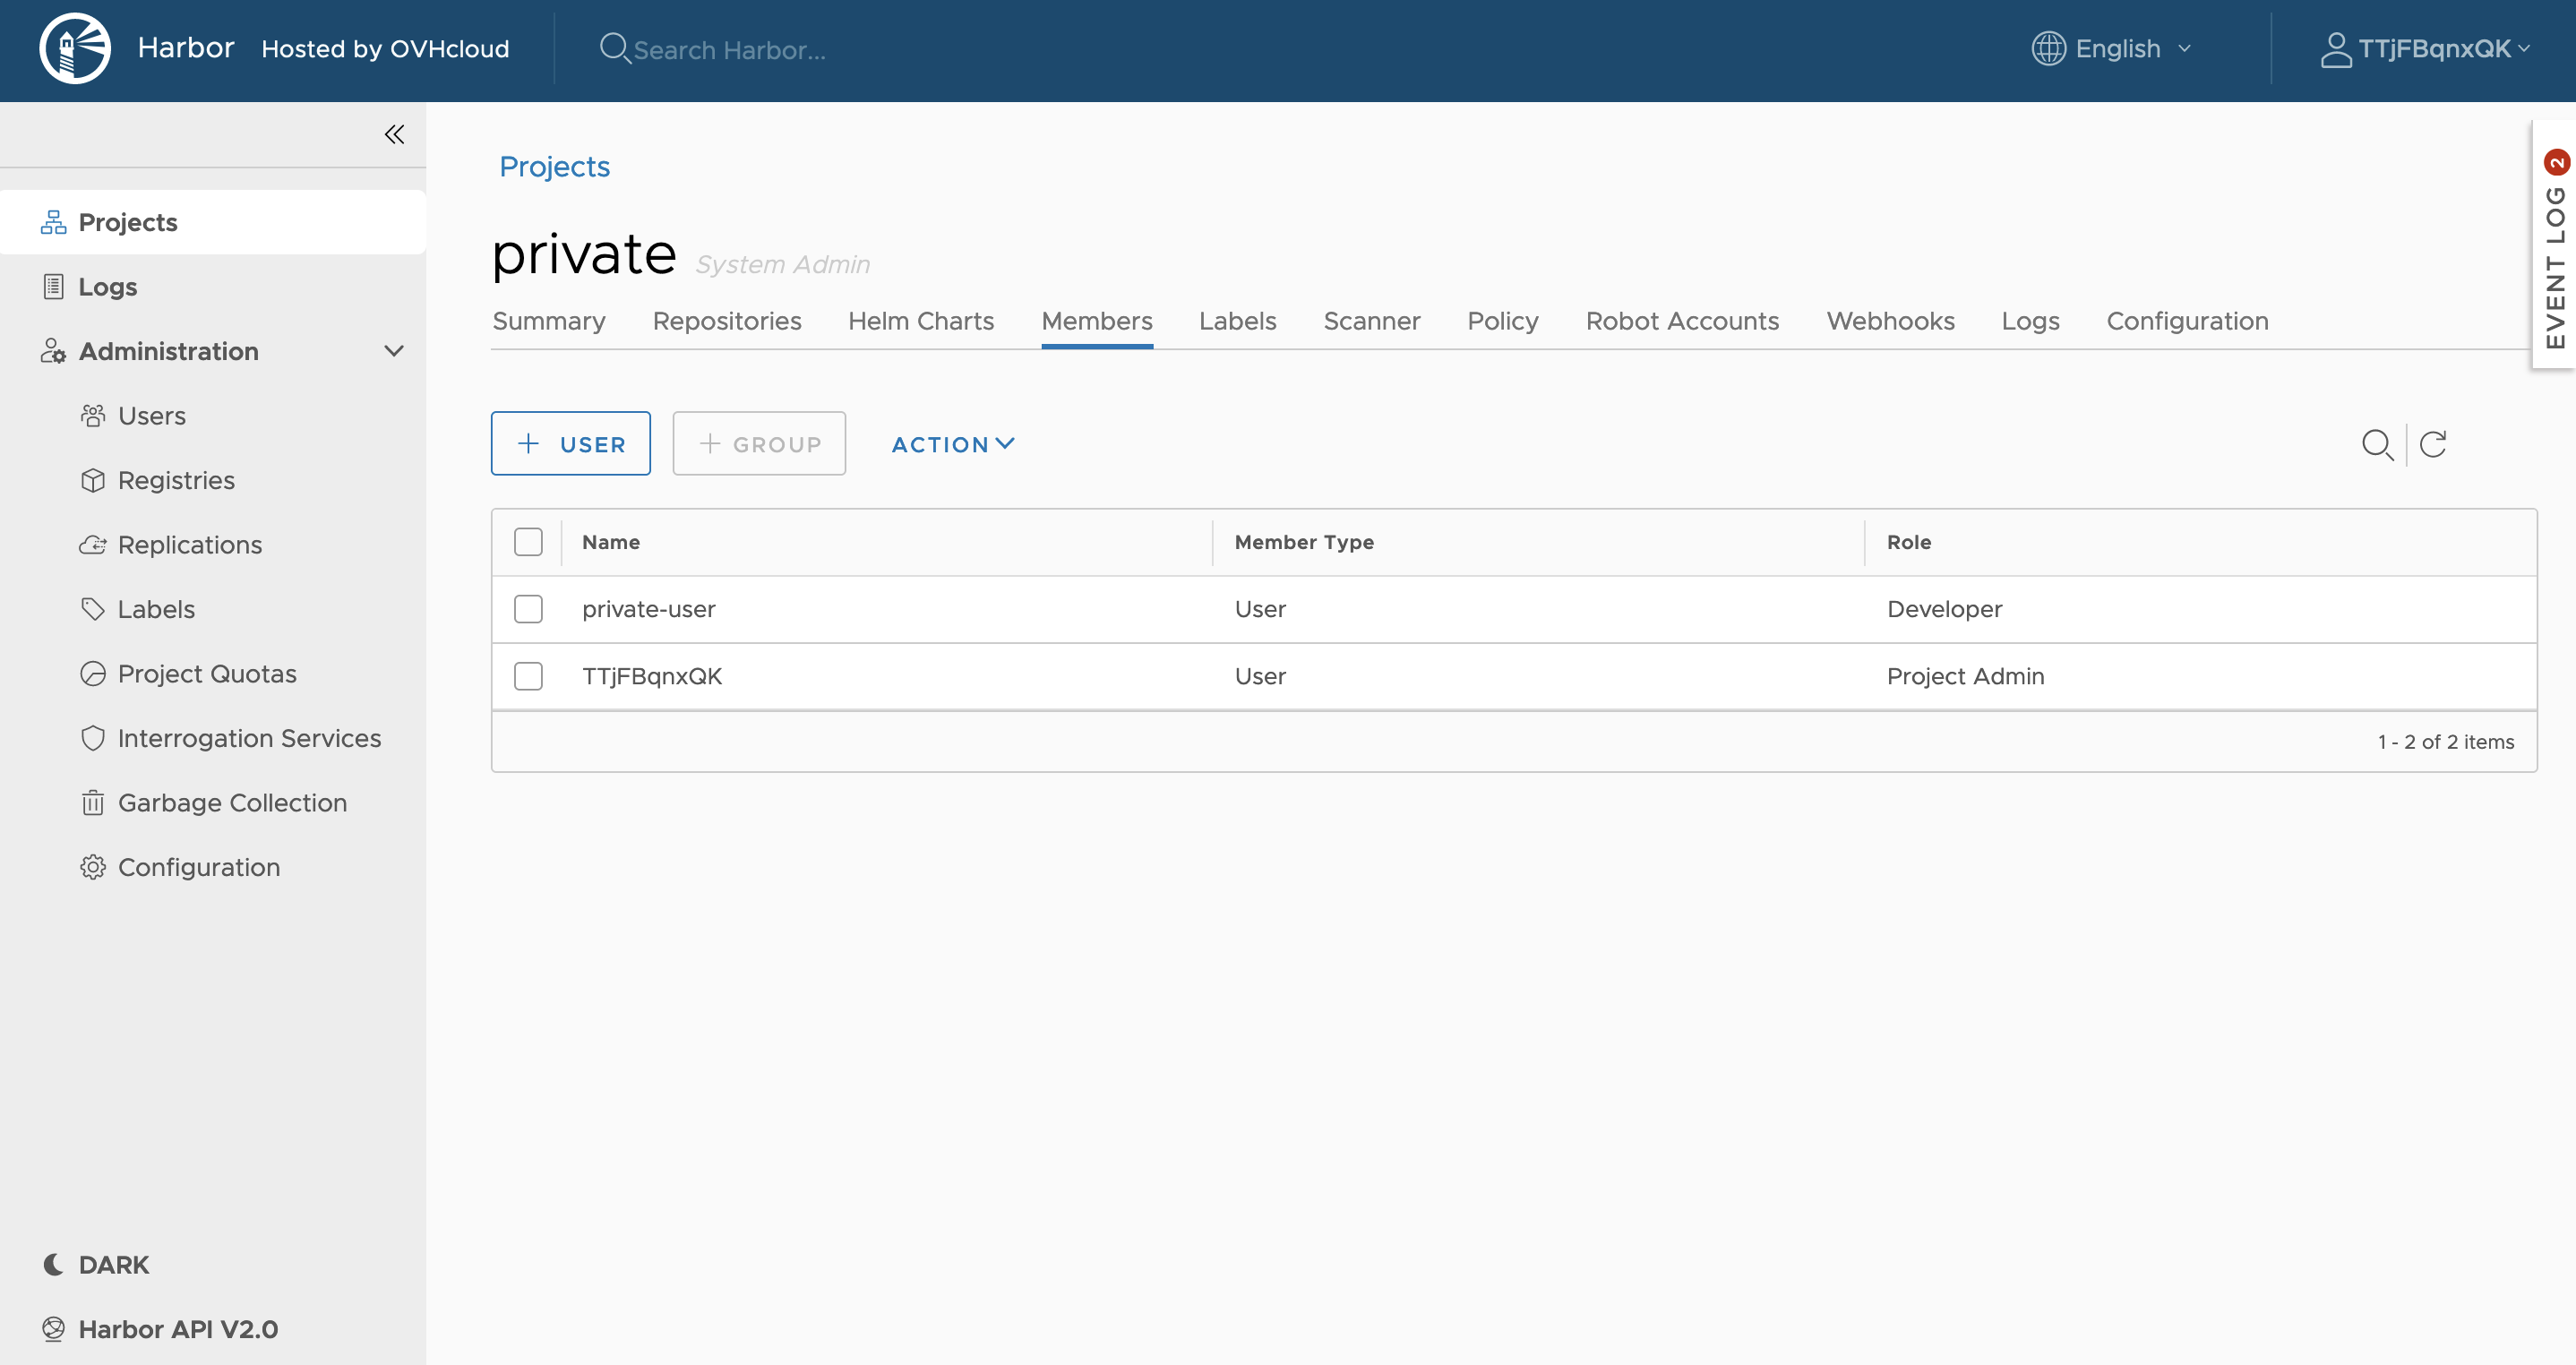 Harbor Hosted by OVHcloud
Search Harbor...
English
TTjFBqnxQK
Projects
Logs
Administration
Users
Registries
Replications
Labels
Project Quotas
Interrogation Services
Garbage Collection
Configuration
DARK
Harbor API V2.0
Projects
private System Admin
Summary Repositories Helm Charts Members Labels Scanner Policy Robot Accounts Webhooks Logs Configuration
USER GROUP ACTION
Name Member Type Role
private-user User Developer
TTjFBqnxQK User Project Admin
1 - 2 of 2 items
EVENT LOG 2